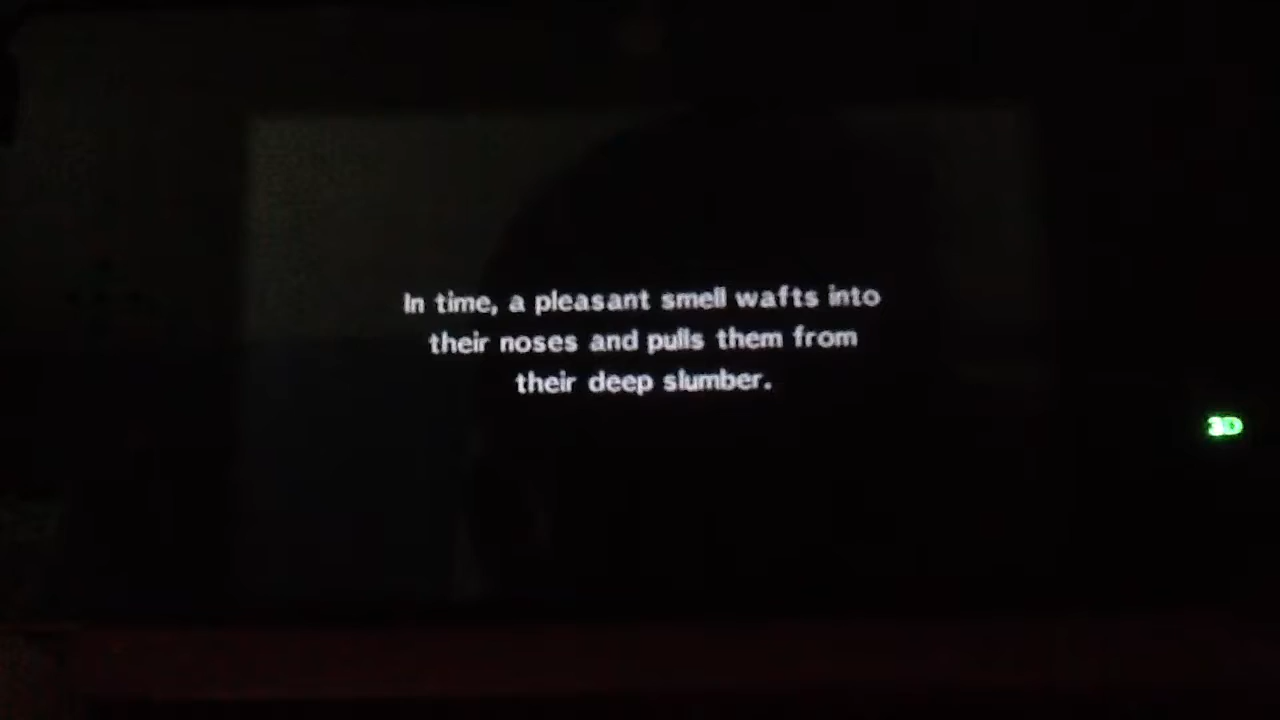 In time, a pleasant smell wafts into
their noses and pulls them from
their deep slumber.
3D